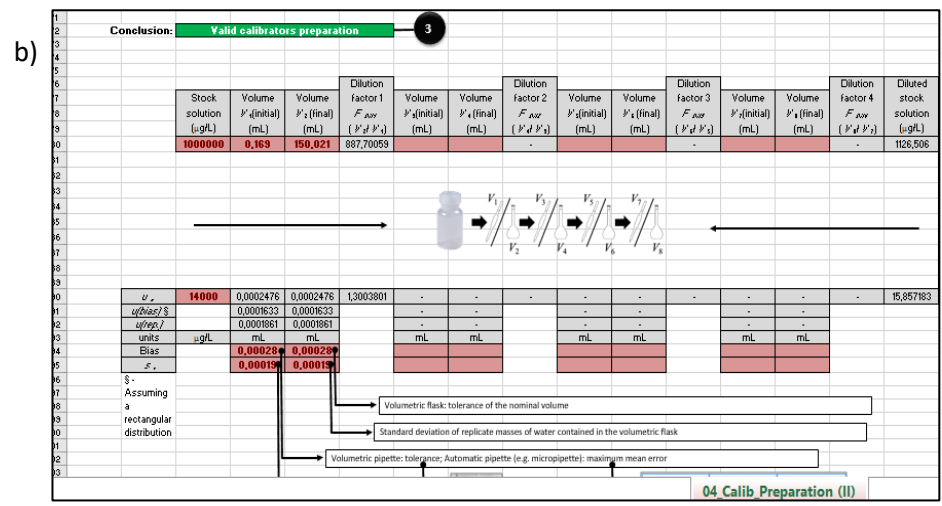 b)
Conclusion: Valid calibrators preparation 3
Stock solution (µg/L) | Volume V₁(initial) (mL) | Volume V₂(final) (mL) | Dilution factor 1 (V₂/V₁) | Volume V₃(initial) (mL) | Volume V₄(final) (mL) | Dilution factor 2 (V₄/V₃) | Volume V₅(initial) (mL) | Volume V₆(final) (mL) | Dilution factor 3 (V₆/V₅) | Volume V₇(initial) (mL) | Volume V₈(final) (mL) | Dilution factor 4 (V₈/V₇) | Diluted stock solution (µg/L)
1000000 0,169 150,021 887,70059 - - - 1126,506
V₁ V₃ V₅ V₇
V₂ V₄ V₆ V₈
14000 0,0002476 0,0002476 1,3003801 - - - - - - - - - 15,857183
u(bias) § 0,0001633 0,0001633 - - - - - -
u(rep.) 0,0001861 0,0001861 - - - - - -
units µg/L mL mL mL mL mL mL mL mL
Bias 0,00028 0,00028
0,00019 0,00019
§ -
Assuming
a
rectangular
distribution
Volumetric flask: tolerance of the nominal volume
Standard deviation of replicate masses of water contained in the volumetric flask
Volumetric pipette: tolerance; Automatic pipette (e.g. micropipette): maximum mean error
04_Calib_Preparation (II)